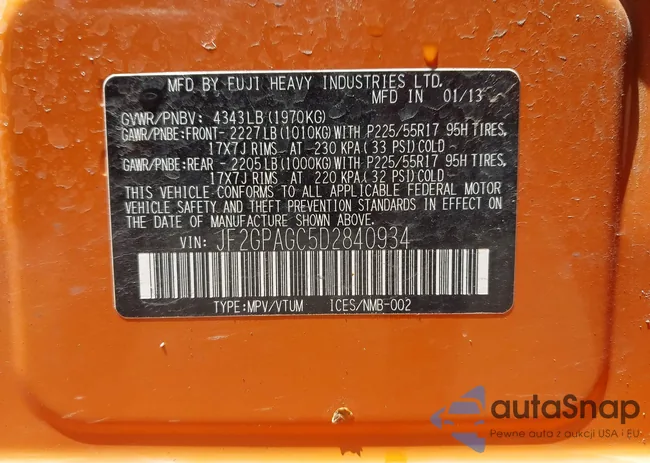 MFD BY FUJI HEAVY INDUSTRIES LTD.
MFD IN 01/13
GVWR/PNBV: 4343LB (1970KG)
GAWR/PNBE:FRONT- 2227LB(1010KG)WITH P225/55R17 95H TIRES,
17X7J RIMS AT 230 KPA(33 PSI)COLD
GAWR/PNBE:REAR - 2205LB(1000KG)WITH P225/55R17 95H TIRES,
17X7J RIMS AT 220 KPA(32 PSI)COLD
THIS VEHICLE CONFORMS TO ALL APPLICABLE FEDERAL MOTOR
VEHICLE SAFETY AND THEFT PREVENTION STANDARDS IN EFFECT ON
THE DATE OF MANUFACTURE SHOWN ABOVE.
VIN: JF2GPAGC5D2840934
TYPE:MPV/VTUM ICES/NMB-002
autoSnap
Pewne auta z aukcji USA i EU